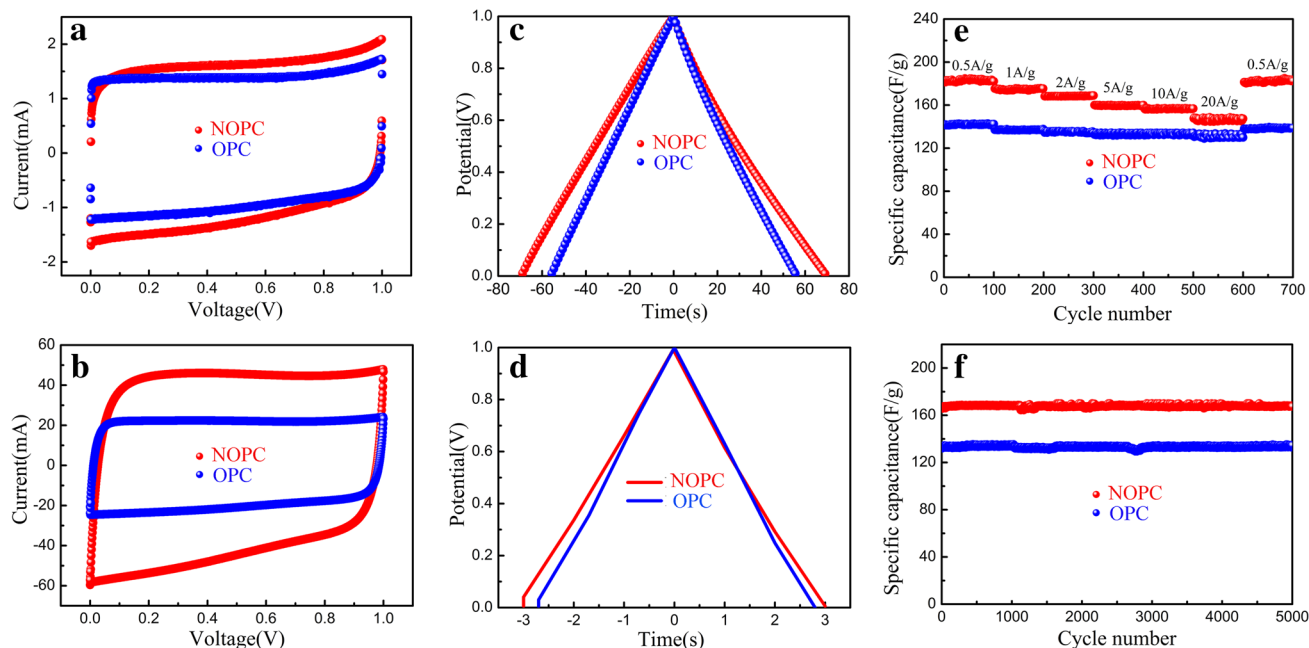 a
Current(mA)
2
1
0
-1
-2
NOPC
OPC
0.0 0.2 0.4 0.6 0.8 1.0
Voltage(V)
c
Potential(V)
1.0
0.8
0.6
0.4
0.2
0.0
NOPC
OPC
-80 -60 -40 -20 0 20 40 60 80
Time(s)
e
Specific capacitance(F/g)
240
200
160
120
80
40
0
0.5A/g 1A/g 2A/g 5A/g 10A/g 20A/g 0.5A/g
NOPC
OPC
0 100 200 300 400 500 600 700
Cycle number
b
Current(mA)
60
40
20
0
-20
-40
-60
NOPC
OPC
0.0 0.2 0.4 0.6 0.8 1.0
Voltage(V)
d
Potential(V)
1.0
0.8
0.6
0.4
0.2
0.0
NOPC
OPC
-3 -2 -1 0 1 2 3
Time(s)
f
Specific capacitance(F/g)
200
160
120
80
40
0
NOPC
OPC
0 1000 2000 3000 4000 5000
Cycle number